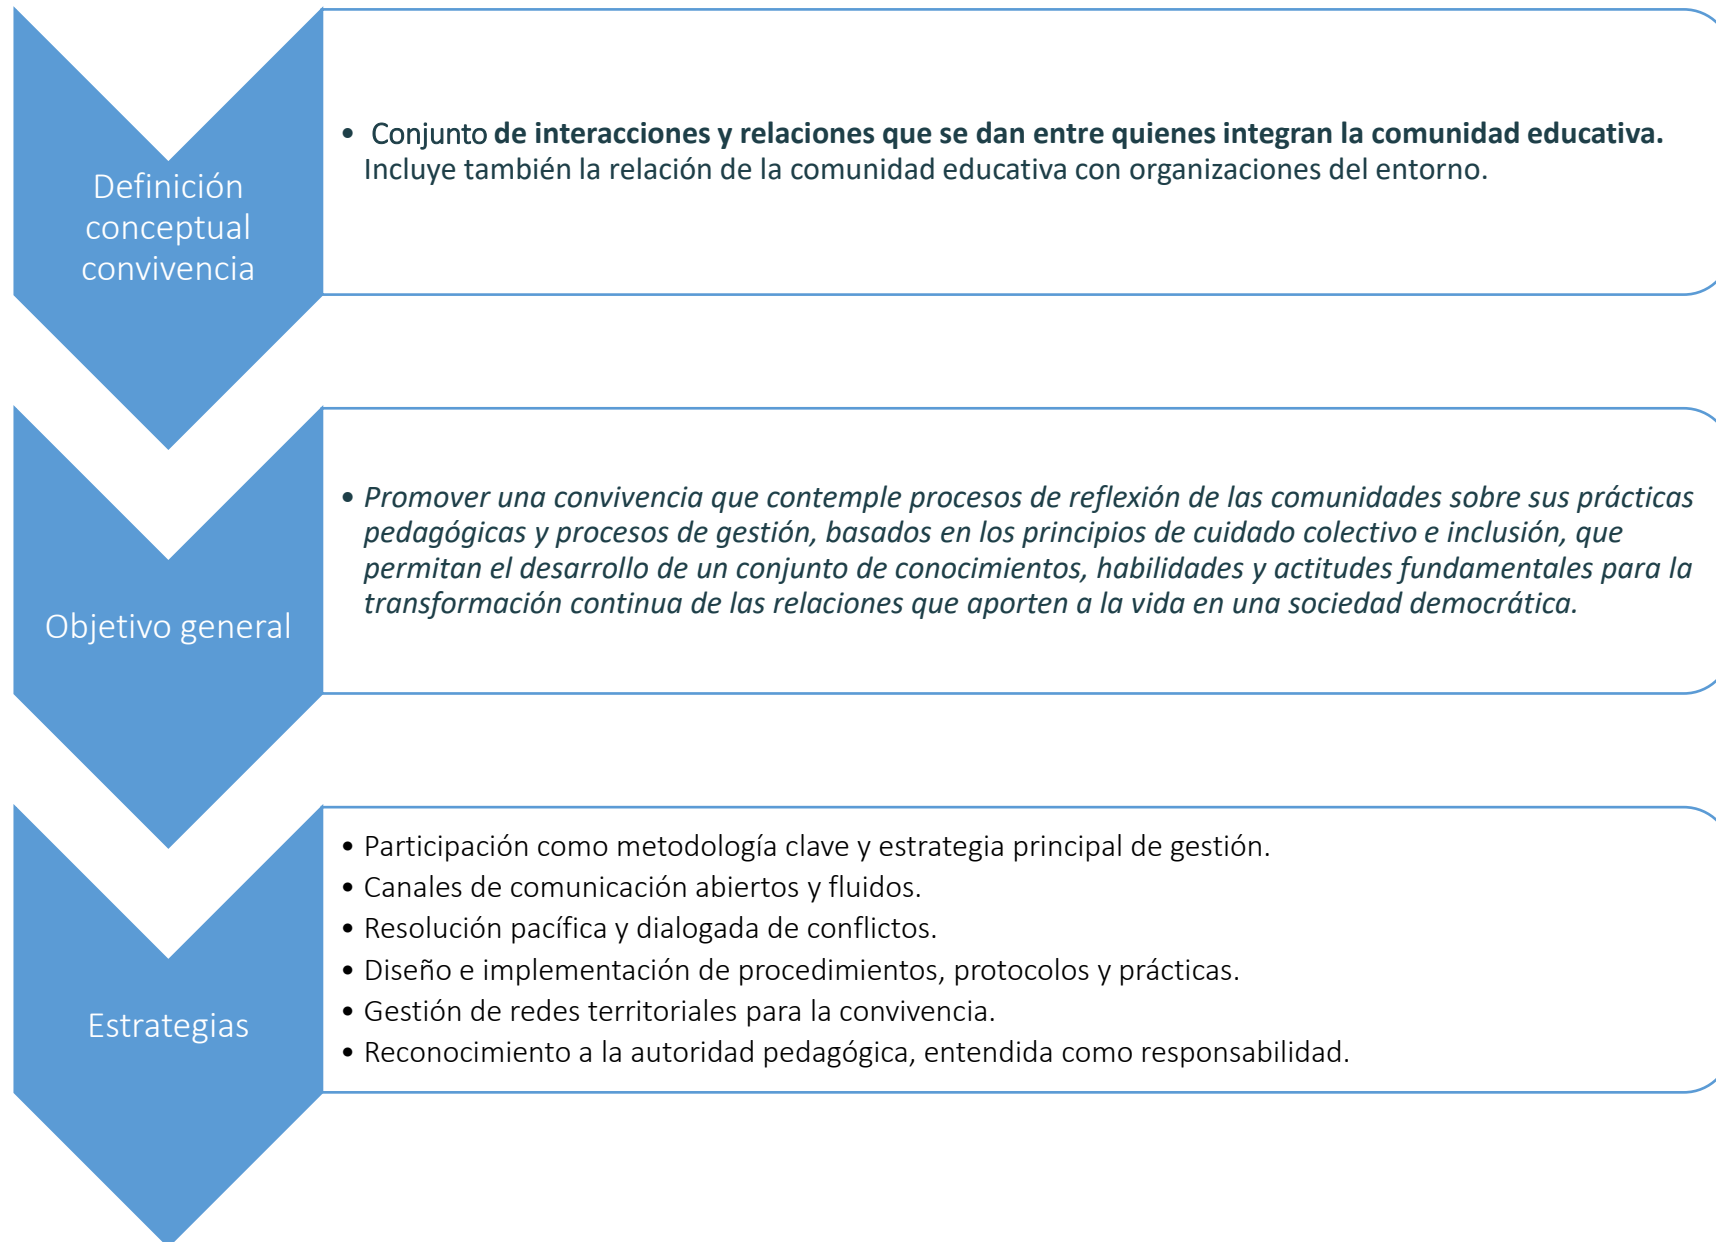 Definición
conceptual
convivencia
• Conjunto de interacciones y relaciones que se dan entre quienes integran la comunidad educativa.
Incluye también la relación de la comunidad educativa con organizaciones del entorno.
Objetivo general
• Promover una convivencia que contemple procesos de reflexión de las comunidades sobre sus prácticas
pedagógicas y procesos de gestión, basados en los principios de cuidado colectivo e inclusión, que
permitan el desarrollo de un conjunto de conocimientos, habilidades y actitudes fundamentales para la
transformación continua de las relaciones que aporten a la vida en una sociedad democrática.
Estrategias
• Participación como metodología clave y estrategia principal de gestión.
• Canales de comunicación abiertos y fluidos.
• Resolución pacífica y dialogada de conflictos.
• Diseño e implementación de procedimientos, protocolos y prácticas.
• Gestión de redes territoriales para la convivencia.
• Reconocimiento a la autoridad pedagógica, entendida como responsabilidad.